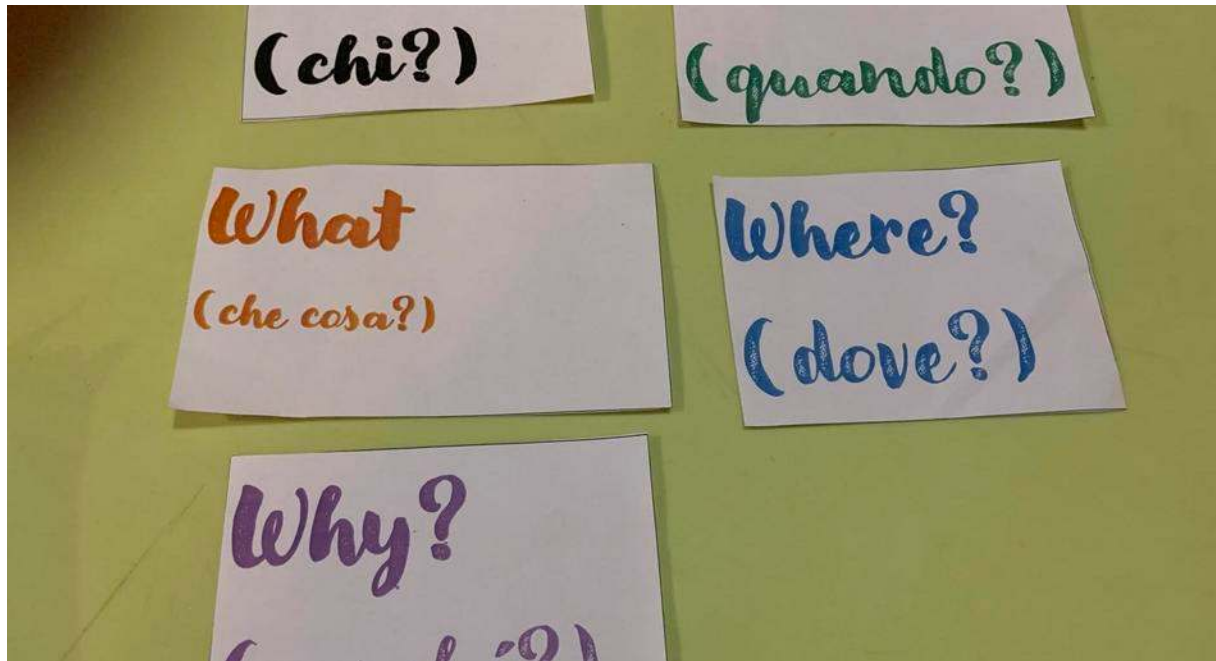 (chi?)
(quando?)
What
(che cosa?)
Where?
(dove?)
Why?